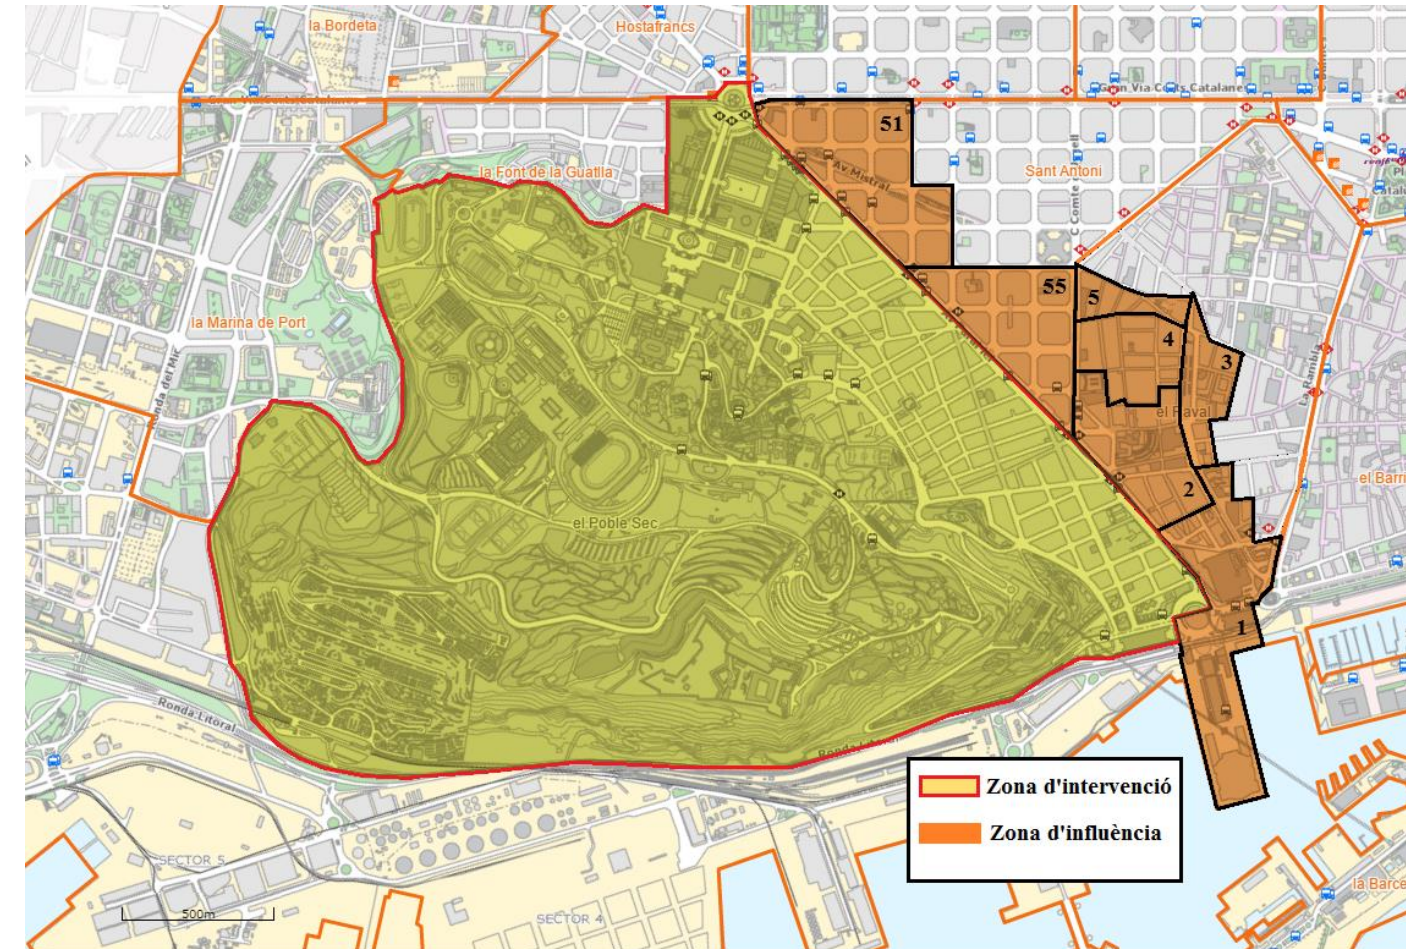 la Bordeta
Hostafrancs
Gran Via Corts Catalanes
51
la Font de la Guatlla
Av Mistral
Sant Antoni
C Comte d'Urgell
55
5
4
3
la Marina de Port
Ronda del Mig
La Rambla
el Raval
el Barri
2
el Poble Sec
1
Ronda Litoral
Ronda Litoral
Zona d'intervenció
Zona d'influència
SECTOR 5
500m
SECTOR 4
la Barce